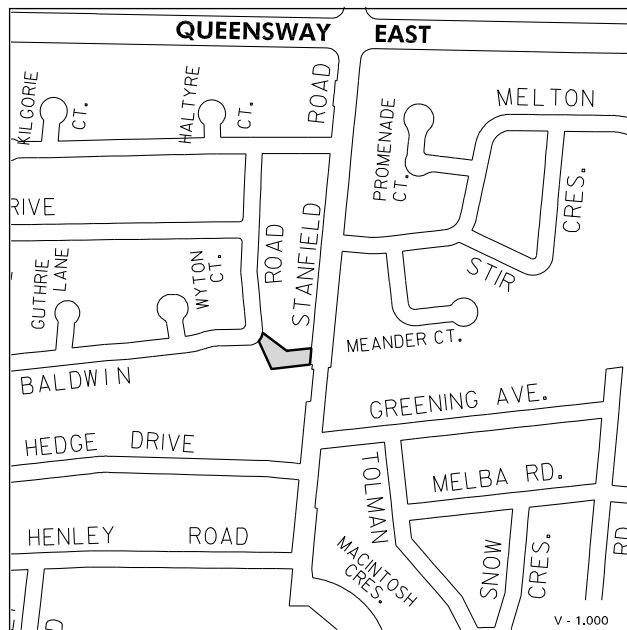 QUEENSWAY EAST
KILGORIE
CT.
HALTYRE
CT.
ROAD
STANFIELD
PROMENADE
CT.
MELTON
CRES.
STIR
RIVE
ROAD
GUTHRIE
LANE
WYTON
CT.
MEANDER CT.
BALDWIN
GREENING AVE.
HEDGE DRIVE
TOLMAN
MELBA RD.
HENLEY ROAD
MACINTOSH
CRES.
SNOW
CRES.
RD
V - 1.000